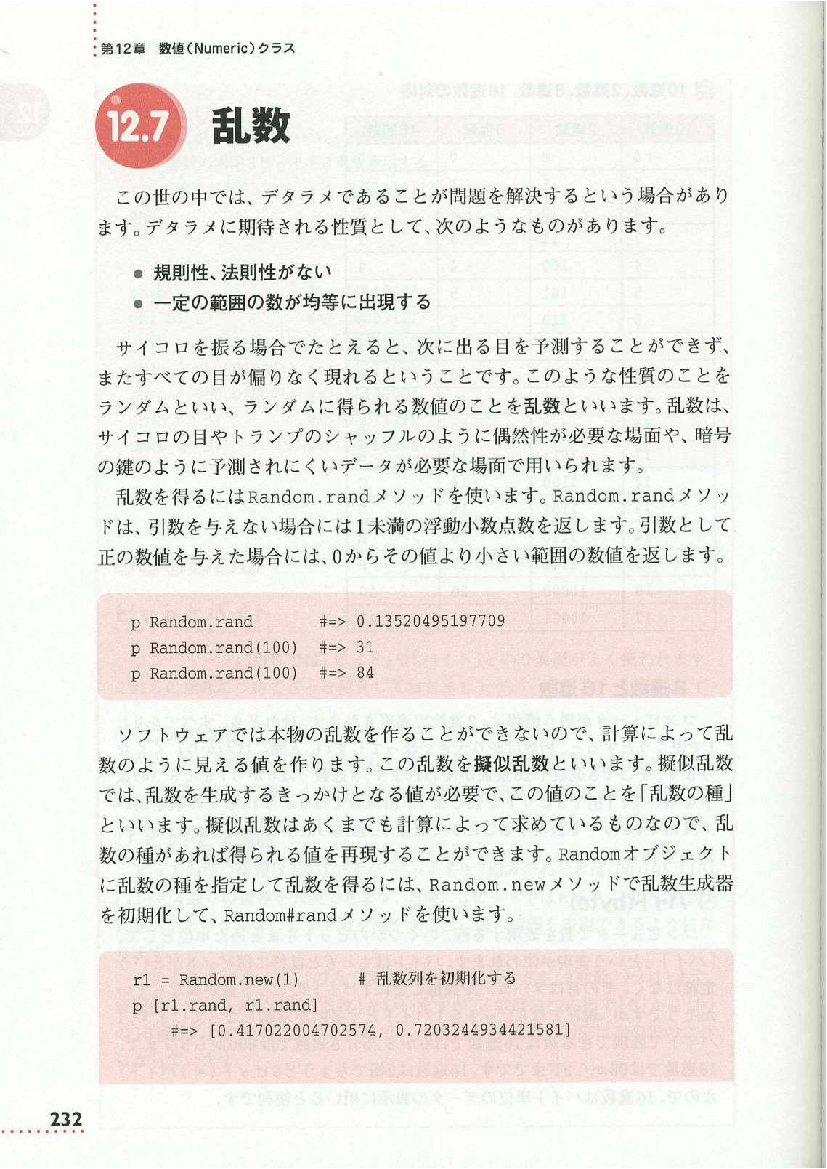 第12章 数値(Numeric)クラス
12.7 乱数
この世の中では、デタラメであることが問題を解決するという場合があり
ます。デタラメに期待される性質として、次のようなものがあります。
● 規則性、法則性がない
● 一定の範囲の数が均等に出現する
サイコロを振る場合でたとえると、次に出る目を予測することができず、
またすべての目が偏りなく現れるということです。このような性質のことを
ランダムといい、ランダムに得られる数値のことを乱数といいます。乱数は、
サイコロの目やトランプのシャッフルのように偶然性が必要な場面や、暗号
の鍵のように予測されにくいデータが必要な場面で用いられます。
乱数を得るにはRandom.randメソッドを使います。Random.randメソッ
ドは、引数を与えない場合には1未満の浮動小数点数を返します。引数として
正の数値を与えた場合には、0からその値より小さい範囲の数値を返します。
p Random.rand #=> 0.13520495197709
p Random.rand(100) #=> 31
p Random.rand(100) #=> 84
ソフトウェアでは本物の乱数を作ることができないので、計算によって乱
数のように見える値を作ります。この乱数を擬似乱数といいます。擬似乱数
では、乱数を生成するきっかけとなる値が必要で、この値のことを「乱数の種」
といいます。擬似乱数はあくまでも計算によって求めているものなので、乱
数の種があれば得られる値を再現することができます。Randomオブジェクト
に乱数の種を指定して乱数を得るには、Random.newメソッドで乱数生成器
を初期化して、Random#randメソッドを使います。
r1 = Random.new(1) # 乱数列を初期化する
p [r1.rand, r1.rand]
#=> [0.417022004702574, 0.7203244934421581]
232